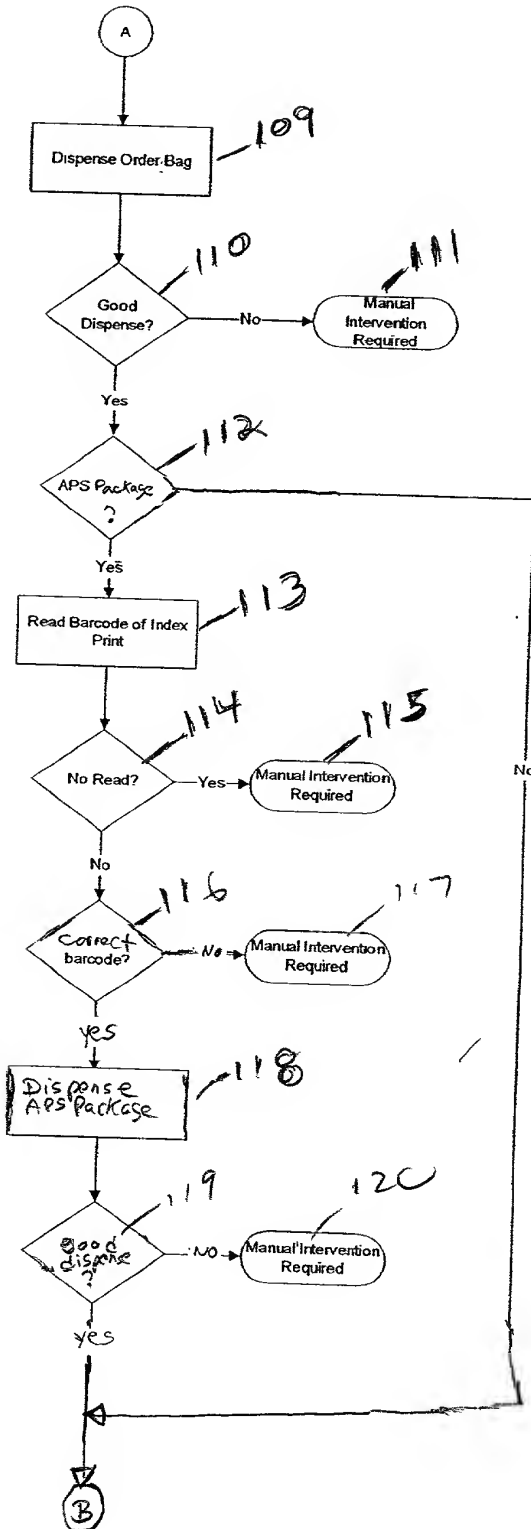 A
Dispense Order Bag
109
110
Good
Dispense?
No
111
Manual
Intervention
Required
Yes
112
APS Package
?
Yes
Read Barcode of Index
Print
113
114
No Read?
Yes
115
Manual Intervention
Required
No
No
116
Correct
barcode?
No
117
Manual Intervention
Required
yes
Dispense
APS Package
118
119
good
dispense
?
NO
120
Manual Intervention
Required
yes
B